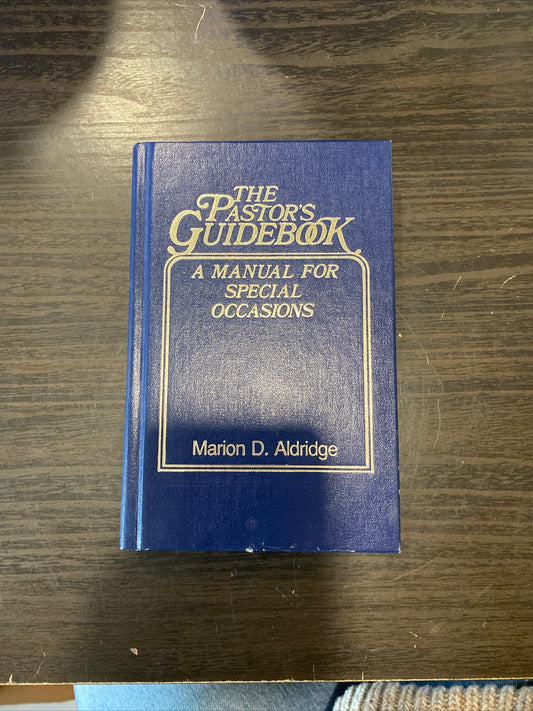 THE
PASTOR'S
GUIDEBOOK
A MANUAL FOR
SPECIAL
OCCASIONS
Marion D. Aldridge